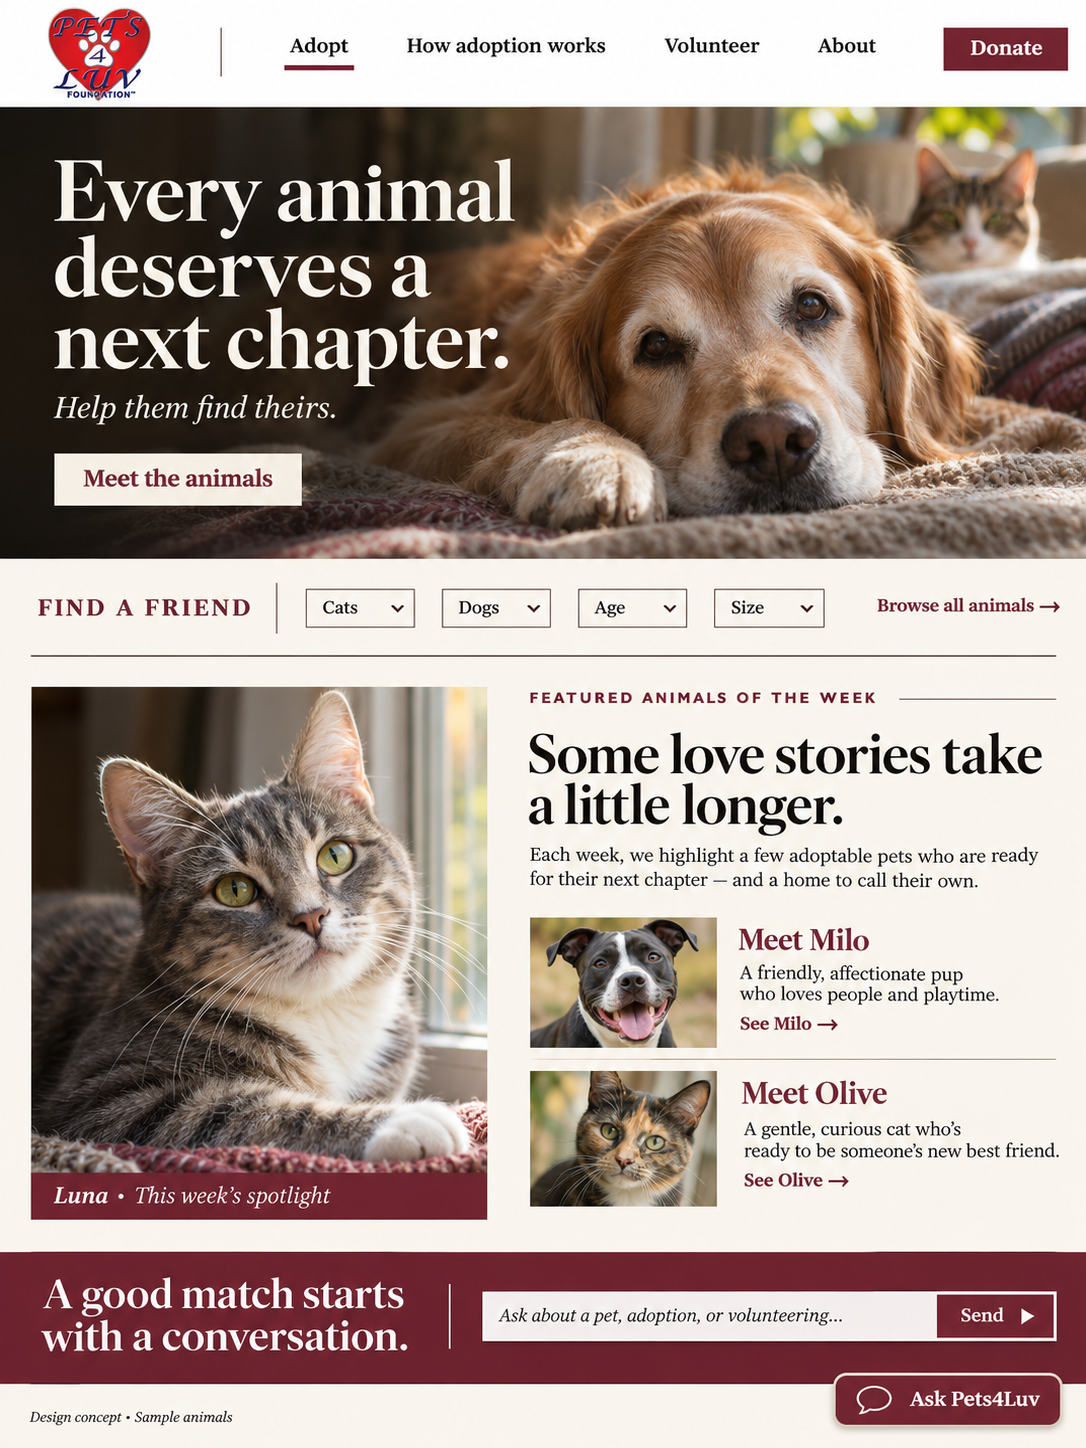 PETS
4
LUV
FOUNDATION™
Adopt
How adoption works
Volunteer
About
Donate
Every animal
deserves a
next chapter.
Help them find theirs.
Meet the animals
FIND A FRIEND
Cats
Dogs
Age
Size
Browse all animals →
FEATURED ANIMALS OF THE WEEK
Some love stories take
a little longer.
Each week, we highlight a few adoptable pets who are ready
for their next chapter — and a home to call their own.
Meet Milo
A friendly, affectionate pup
who loves people and playtime.
See Milo →
Meet Olive
A gentle, curious cat who’s
ready to be someone’s new best friend.
See Olive →
Luna • This week’s spotlight
A good match starts
with a conversation.
Ask about a pet, adoption, or volunteering...
Send
Ask Pets4Luv
Design concept • Sample animals